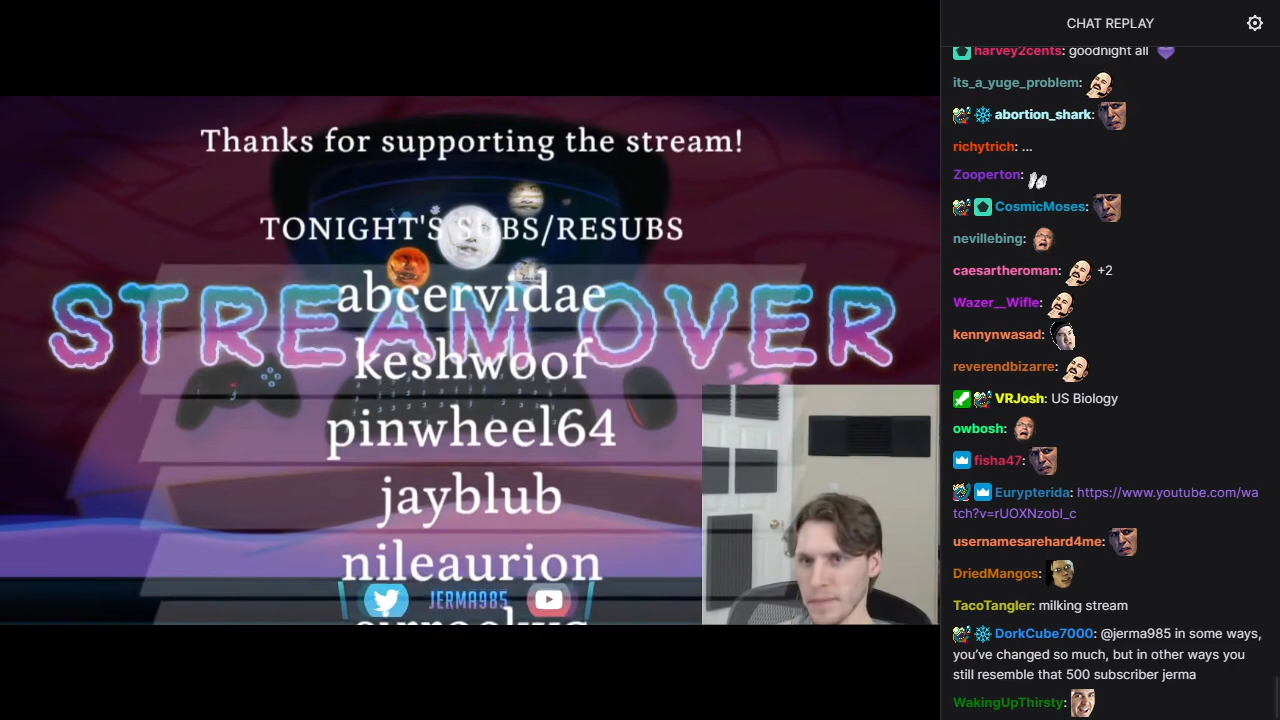 Thanks for supporting the stream!
TONIGHT'S SUBS/RESUBS
STREAM OVER
abcervidae
keshwoof
pinwheel64
jayblub
nileaurion
JERMA985
CHAT REPLAY
harvey2cents: goodnight all
its_a_yuge_problem:
abortion_shark:
richytrich: ...
Zooperton:
CosmicMoses:
nevillebing:
caesartheroman: +2
Wazer__Wifle:
kennynwasad:
reverendbizarre:
VRJosh: US Biology
owbosh:
fisha47:
Eurypterida: https://www.youtube.com/wa
tch?v=rUOXNzobI_c
usernamesarehard4me:
DriedMangos:
TacoTangler: milking stream
DorkCube7000: @jerma985 in some ways,
you've changed so much, but in other ways you
still resemble that 500 subscriber jerma
WakingUpThirsty: